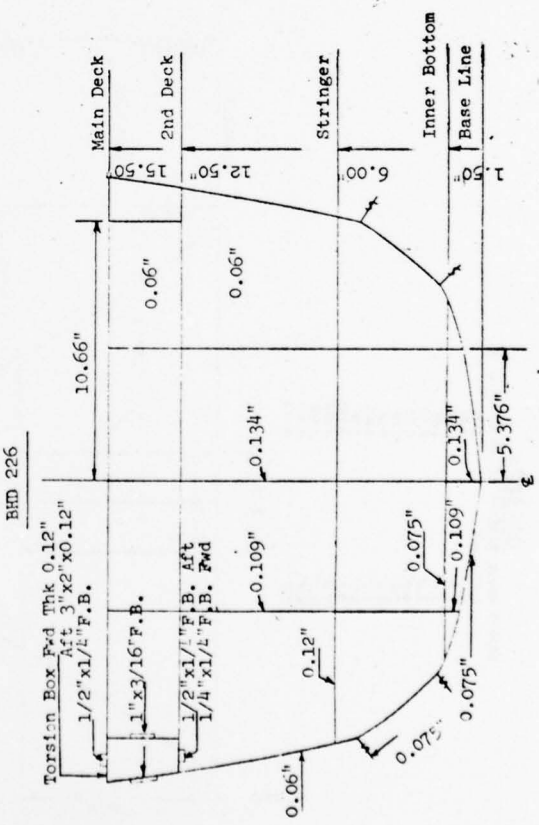 BHD 226
Torsion Box Fwd Thk 0.12"
Aft 3"x2"x0.12"
1/2"x1/4"F.B.
1"x3/16"F.B.
1/2"x1/4"F.B. Aft
1/4"x1/4"F.B. Fwd
10.66"
0.06"
0.06"
0.134"
0.109"
0.12"
0.06"
0.075"
0.075"
0.075"
0.109"
0.134"
5.376"
℄
Main Deck
15.50"
2nd Deck
12.50"
Stringer
6.00"
Inner Bottom
1.50"
Base Line